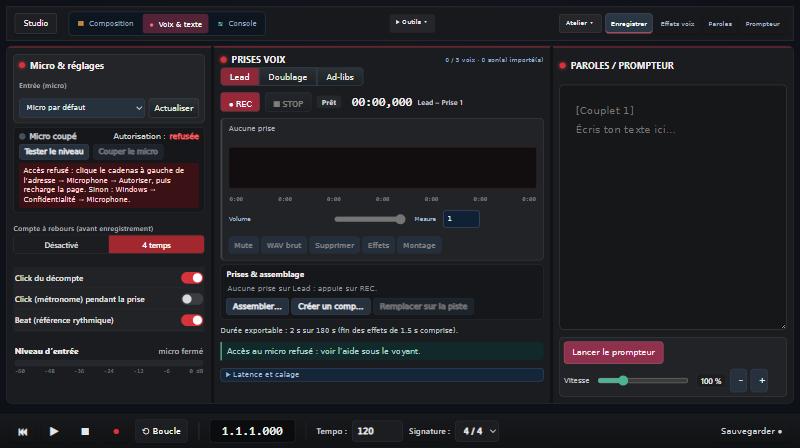 Studio
Composition
Voix & texte
Console
Outils
Atelier
Enregistrer
Effets voix
Paroles
Prompteur
Micro & réglages
Entrée (micro)
Micro par défaut
Actualiser
Micro coupé
Autorisation : refusée
Tester le niveau
Couper le micro
Accès refusé : clique le cadenas à gauche de
l'adresse → Microphone → Autoriser, puis
recharge la page. Sinon : Windows →
Confidentialité → Microphone.
Compte à rebours (avant enregistrement)
Désactivé
4 temps
Click du décompte
Click (métronome) pendant la prise
Beat (référence rythmique)
Niveau d'entrée
micro fermé
-60 -48 -36 -24 -12 -6 0 dB
PRISES VOIX
0 / 3 voix · 0 son(s) importé(s)
Lead
Doublage
Ad-libs
REC
STOP
Prêt
00:00,000
Lead – Prise 1
Aucune prise
0:00 0:00 0:00 0:00 0:00 0:00 0:00
Volume
Mesure
1
Mute
WAV brut
Supprimer
Effets
Montage
Prises & assemblage
Aucune prise sur Lead : appuie sur REC.
Assembler...
Créer un comp...
Remplacer sur la piste
Durée exportable : 2 s sur 180 s (fin des effets de 1.5 s comprise).
Accès au micro refusé : voir l'aide sous le voyant.
Latence et calage
PAROLES / PROMPTEUR
[Couplet 1]
Écris ton texte ici...
Lancer le prompteur
Vitesse
100 %
–
+
Boucle
1.1.1.000
Tempo :
120
Signature :
4 / 4
Sauvegarder